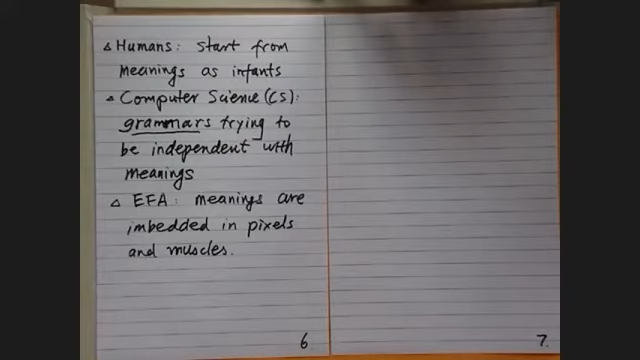 △ Humans: start from
meanings as infants
△ Computer Science (CS):
grammars trying to
be independent with
meanings
△ EFA: meanings are
imbedded in pixels
and muscles.
6
7